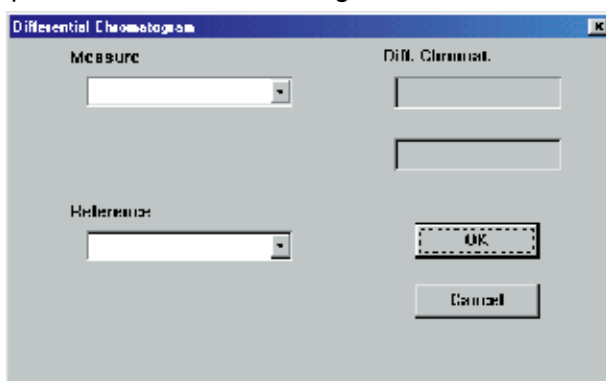 Differential Chromatogram
Measure
Diff. Chromat.
Reference
OK
Cancel